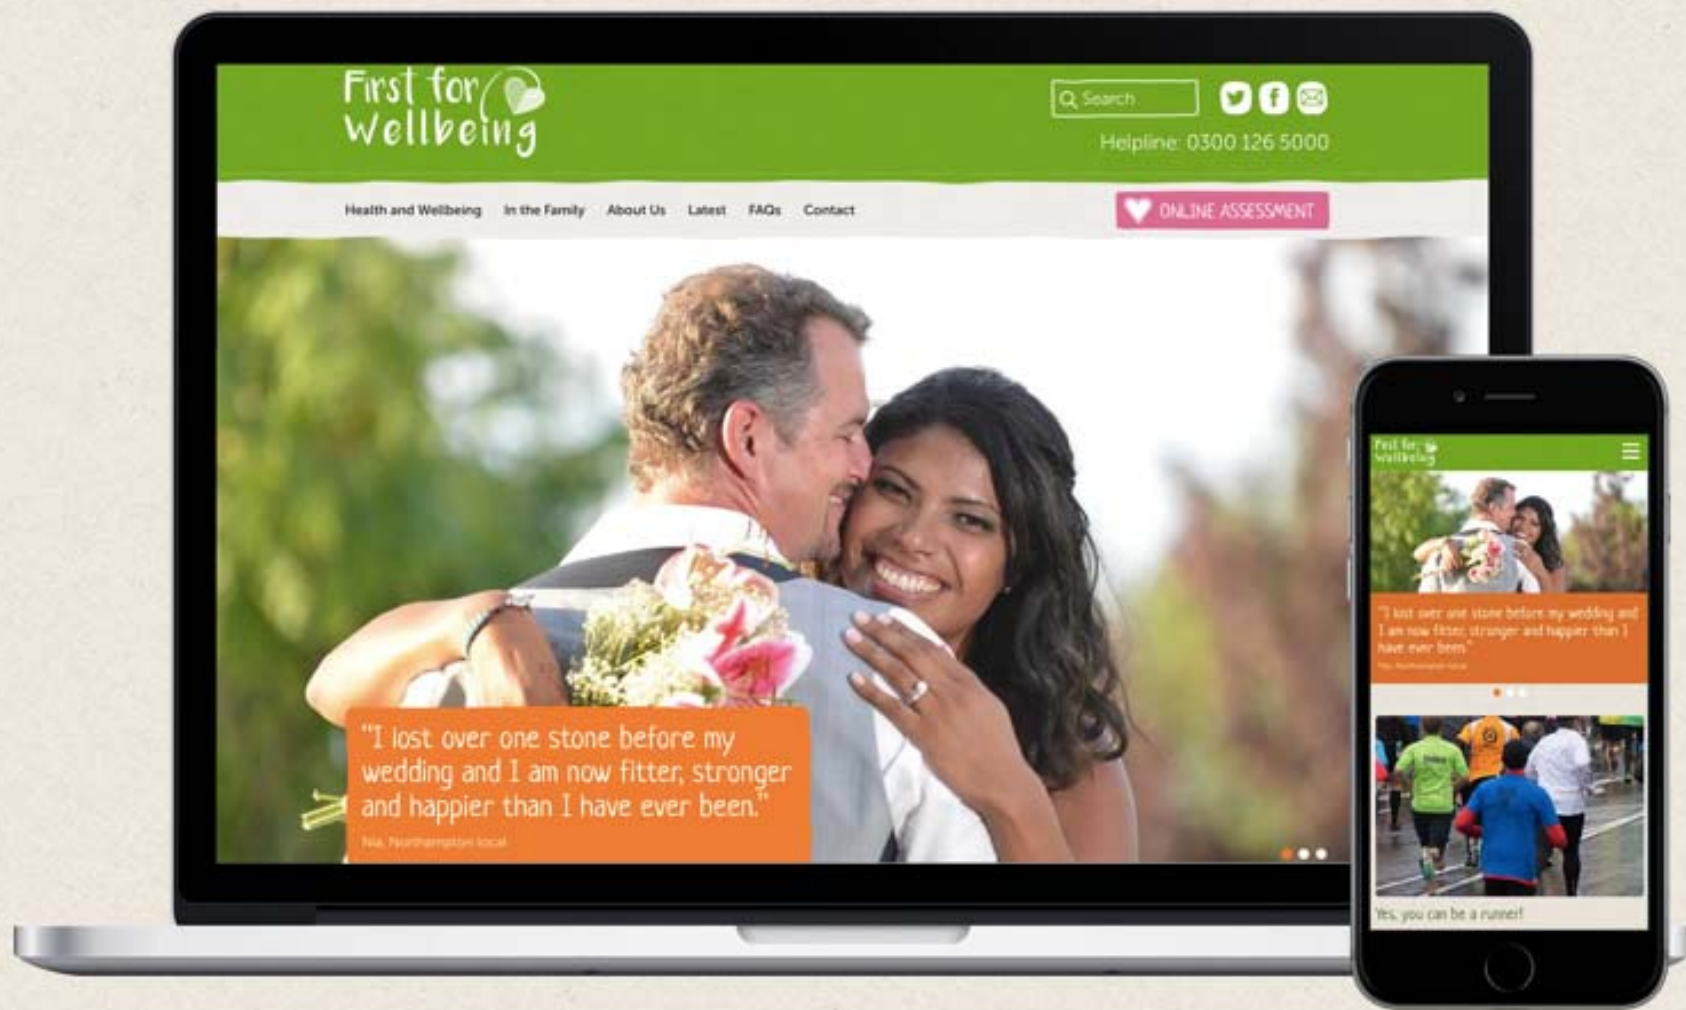 First for
Wellbeing
Search
Helpline: 0300 126 5000
Health and Wellbeing In the Family About Us Latest FAQs Contact
ONLINE ASSESSMENT
"I lost over one stone before my
wedding and I am now fitter, stronger
and happier than I have ever been."
Nia, Northampton local
First for
Wellbeing
"I lost over one stone before my wedding and
I am now fitter, stronger and happier than I
have ever been."
Nia, Northampton local
Yes, you can be a runner!